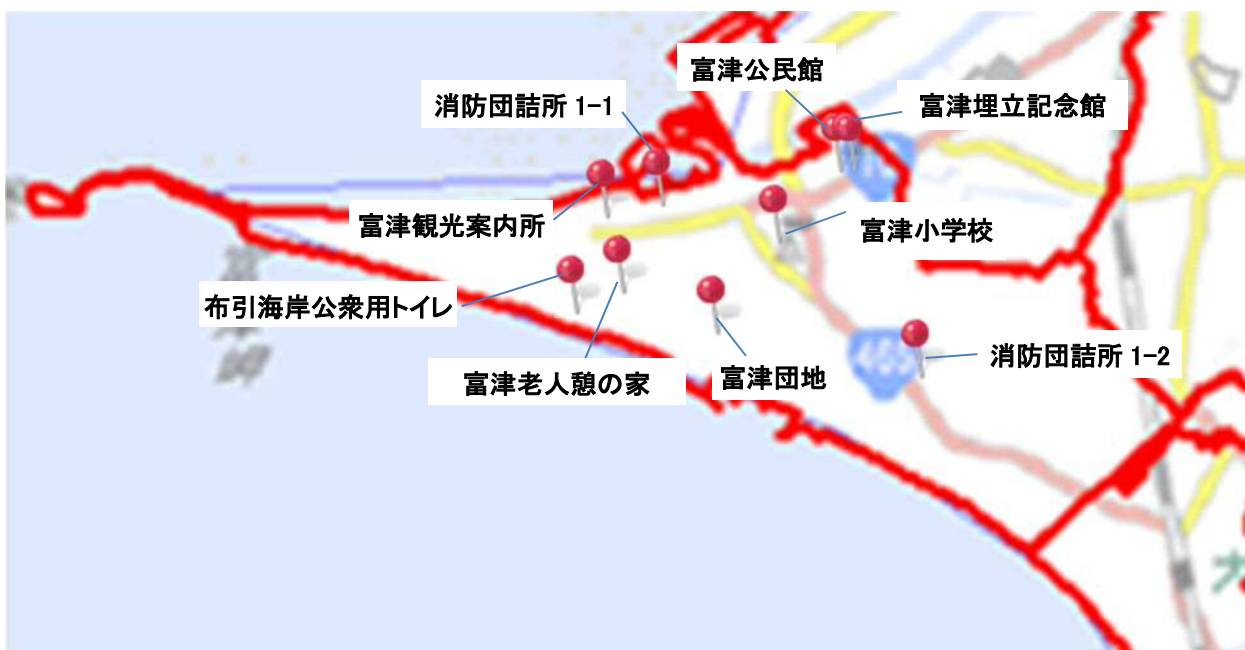 富津公民館
消防団詰所 1-1
富津埋立記念館
富津観光案内所
富津小学校
布引海岸公衆用トイレ
富津老人憩の家
富津団地
消防団詰所 1-2
465
大